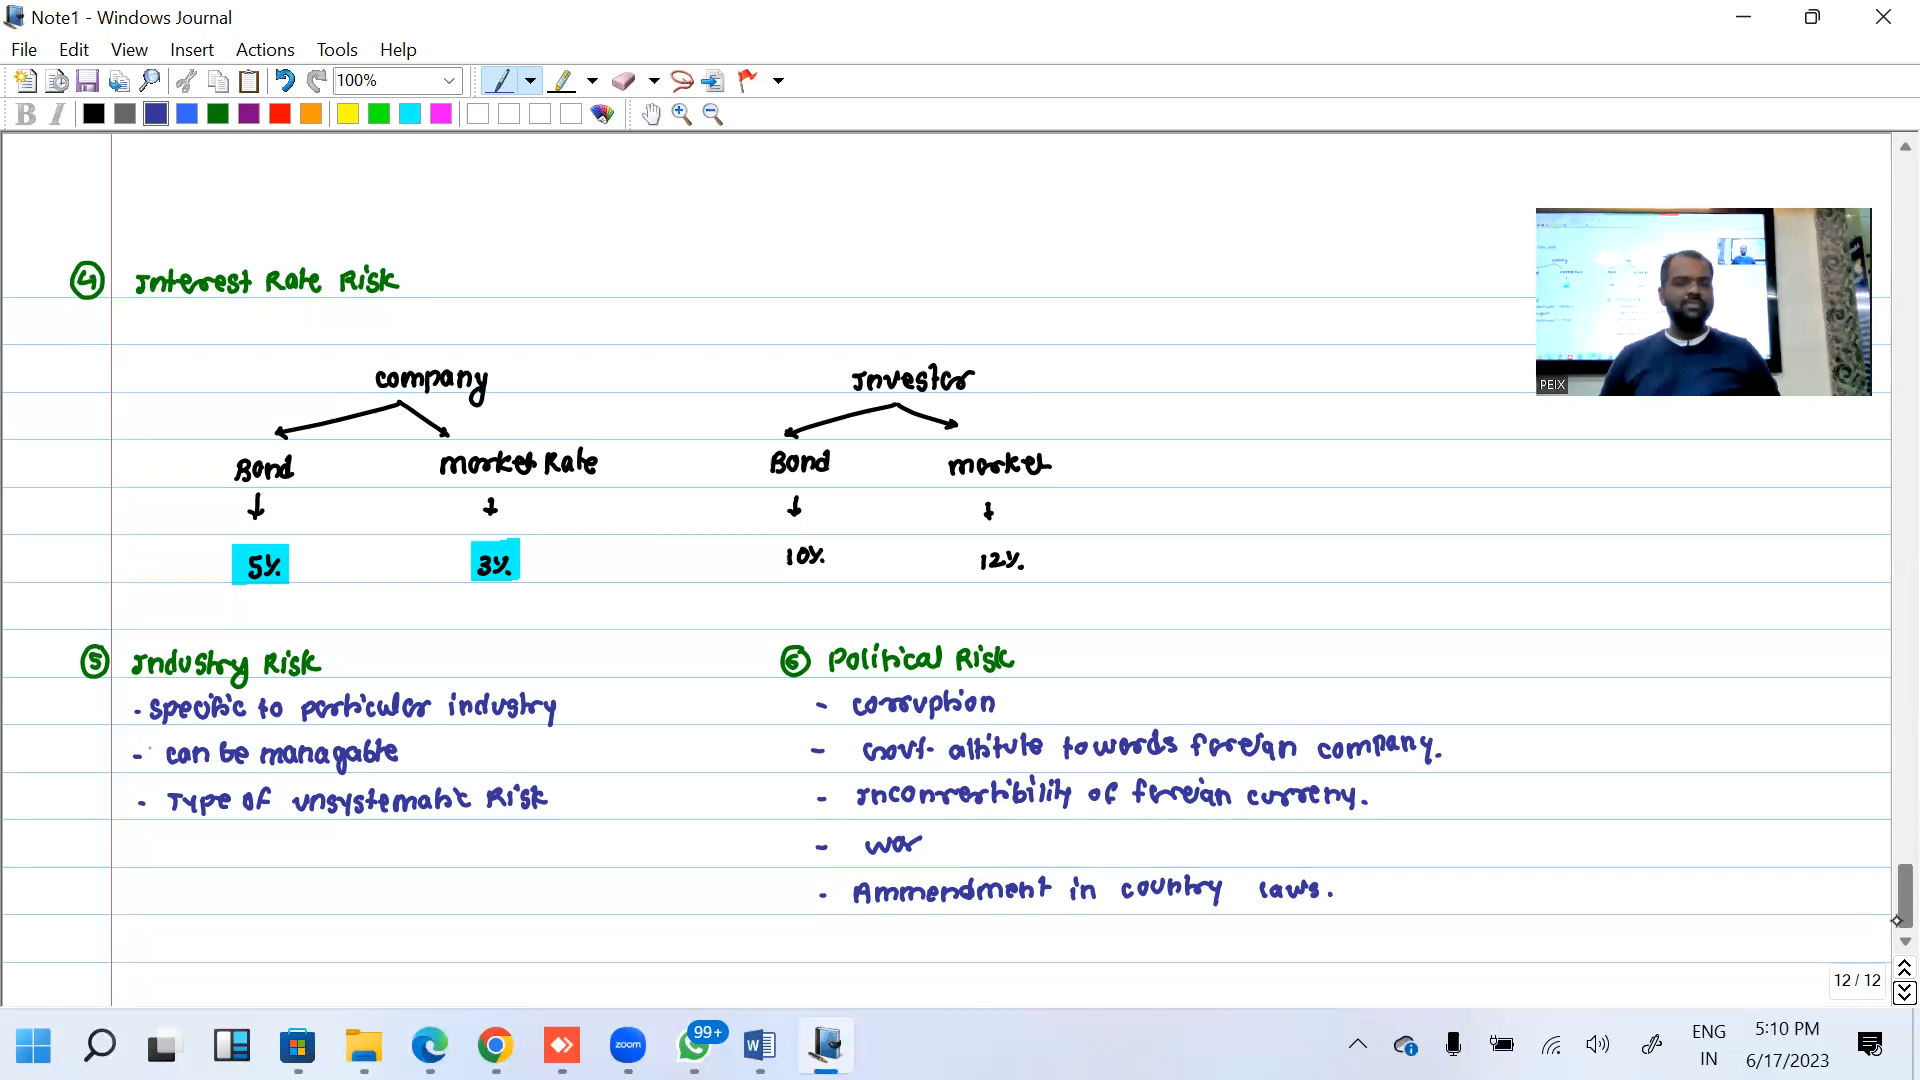 Note1 - Windows Journal
File Edit View Insert Actions Tools Help
100%
B I
4 Interest Rate Risk
company
Investor
Bond market Rate
Bond market
5% 3%
10% 12%
5 Industry Risk
- specific to particular industry
- can be managable
- Type of unsystematic Risk
6 Political Risk
- corruption
- Govt. attitute towards foreign company.
- Inconvertibility of foreign curreny.
- war
- Ammendment in country laws.
PEIX
12 / 12
99+
zoom
W
ENG
IN
5:10 PM
6/17/2023